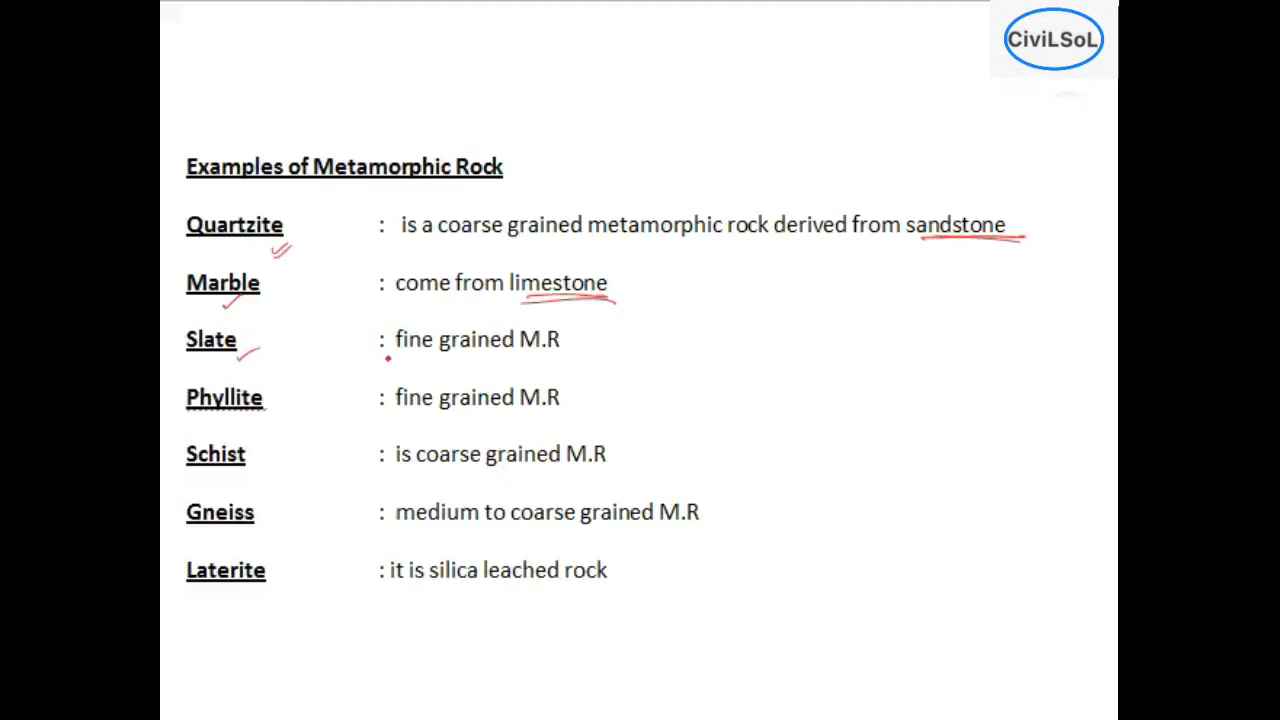 CiviLSoL
Examples of Metamorphic Rock
Quartzite : is a coarse grained metamorphic rock derived from sandstone
Marble : come from limestone
Slate : fine grained M.R
Phyllite : fine grained M.R
Schist : is coarse grained M.R
Gneiss : medium to coarse grained M.R
Laterite : it is silica leached rock